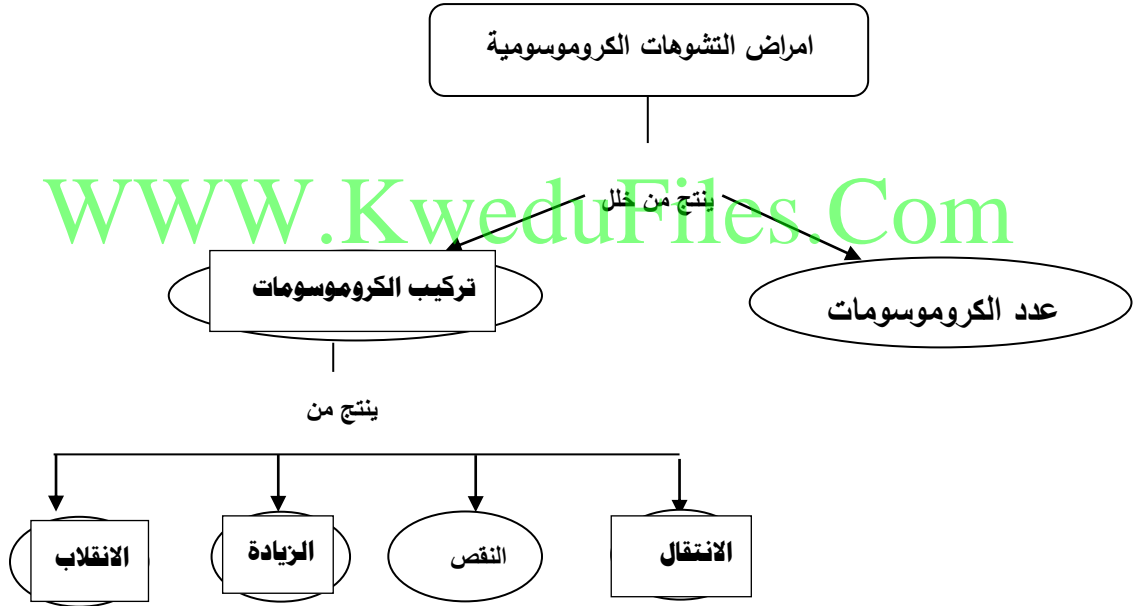 امراض التشوهات الكروموسومية
ينتج من خلل
WWW.KweduFiles.Com
عدد الكروموسومات
تركيب الكروموسومات
ينتج من
الانتقال
النقص
الزيادة
الانقلاب